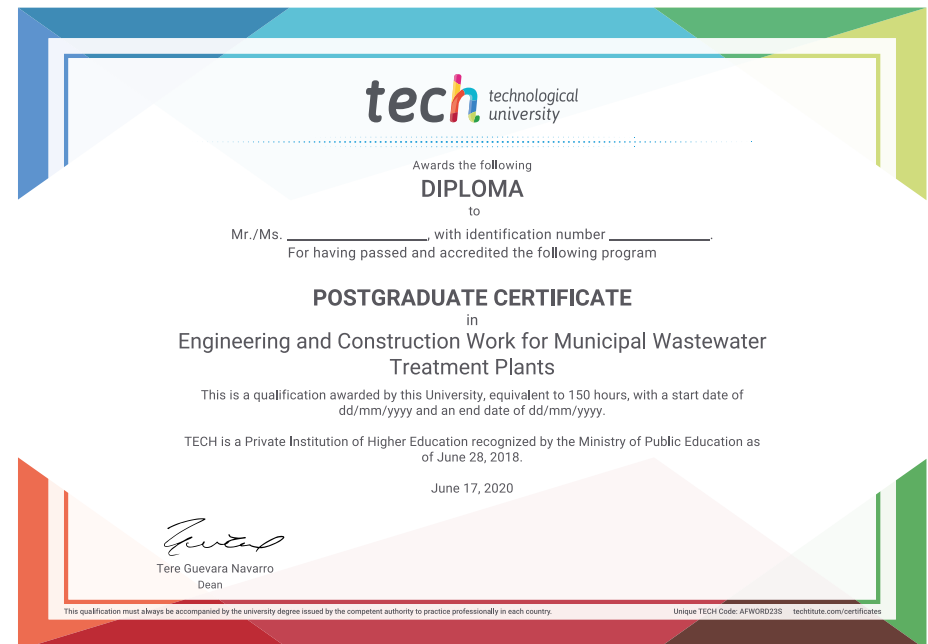 tech technological
university
Awards the following
DIPLOMA
to
Mr./Ms. ____________, with identification number ____________.
For having passed and accredited the following program
POSTGRADUATE CERTIFICATE
in
Engineering and Construction Work for Municipal Wastewater
Treatment Plants
This is a qualification awarded by this University, equivalent to 150 hours, with a start date of
dd/mm/yyyy and an end date of dd/mm/yyyy.
TECH is a Private Institution of Higher Education recognized by the Ministry of Public Education as
of June 28, 2018.
June 17, 2020
Tere Guevara Navarro
Dean
This qualification must always be accompanied by the university degree issued by the competent authority to practice professionally in each country. Unique TECH Code: AFWORD23S techtitute.com/certificates